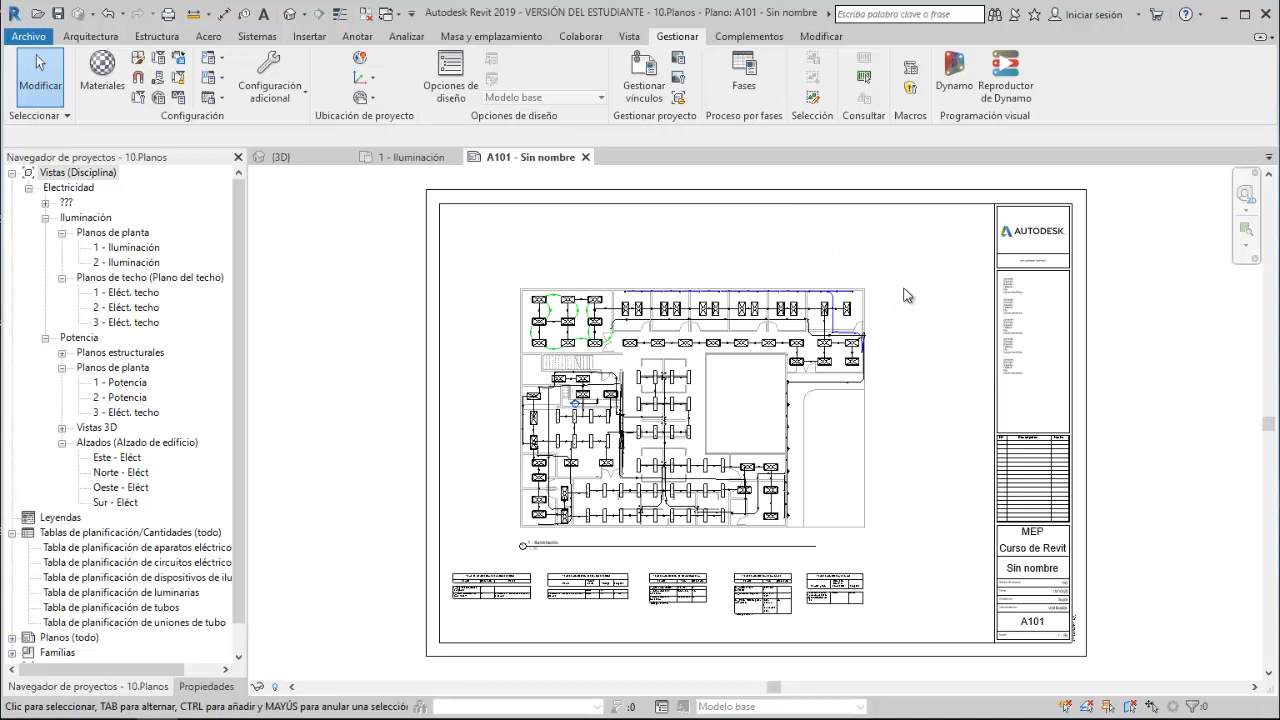 Autodesk Revit 2019 - VERSIÓN DEL ESTUDIANTE - 10.Planos - Plano: A101 - Sin nombre
Escriba palabra clave o frase
Iniciar sesión
Archivo Arquitectura Estructura Acero Sistemas Insertar Anotar Analizar Masa y emplazamiento Colaborar Vista Gestionar Complementos Modificar
Modificar Materiales Configuración adicional Opciones de diseño Modelo base Gestionar vínculos Fases Dynamo Reproductor de Dynamo
Seleccionar Configuración Ubicación de proyecto Opciones de diseño Gestionar proyecto Proceso por fases Selección Consultar Macros Programación visual
Navegador de proyectos - 10.Planos
{3D} 1 - Iluminación A101 - Sin nombre
Vistas (Disciplina)
Electricidad
???
Iluminación
Planos de planta
1 - Iluminación
2 - Iluminación
Planos de techo (Plano del techo)
1 - Eléct. techo
2 - Eléct. techo
3 - Eléct. techo
Potencia
Planos estructurales
Planos de planta
1 - Potencia
2 - Potencia
3 - Eléct. techo
Vistas 3D
Alzados (Alzado de edificio)
Este - Eléct
Norte - Eléct
Oeste - Eléct
Sur - Eléct
Leyendas
Tablas de planificación/Cantidades (todo)
Tabla de planificación de aparatos eléctrico
Tabla de planificación de circuitos eléctrico
Tabla de planificación de dispositivos de ilu
Tabla de planificación de luminarias
Tabla de planificación de tubos
Tabla de planificación de uniones de tubo
Planos (todo)
Familias
AUTODESK
1 - Iluminación
MEP
Curso de Revit
Sin nombre
A101
Navegador de proyectos - 10.Planos Propiedades
Clic para seleccionar, TAB para alternar, CTRL para añadir y MAYÚS para anular una selecció
:0
Modelo base
:0